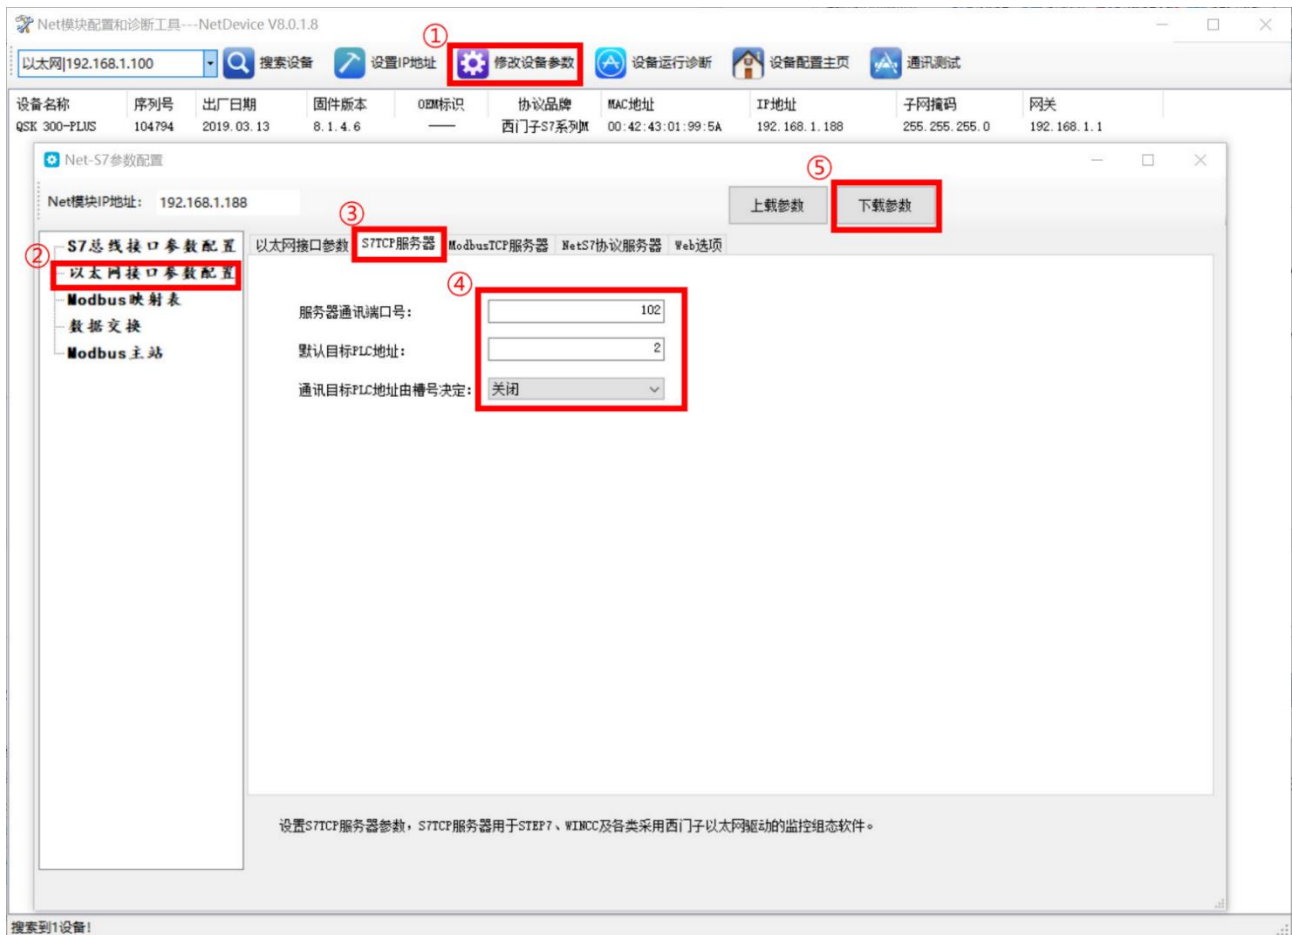 Net模块配置和诊断工具---NetDevice V8.0.1.8
①
以太网|192.168.1.100 搜索设备 设置IP地址 修改设备参数 设备运行诊断 设备配置主页 通讯测试
设备名称 序列号 出厂日期 固件版本 OEM标识 协议品牌 MAC地址 IP地址 子网掩码 网关
QSK 300-PLUS 104794 2019.03.13 8.1.4.6 —— 西门子S7系列M 00:42:43:01:99:5A 192.168.1.188 255.255.255.0 192.168.1.1
Net-S7参数配置
⑤
Net模块IP地址: 192.168.1.188 上载参数 下载参数
③
S7总线接口参数配置 以太网接口参数 S7TCP服务器 ModbusTCP服务器 NetS7协议服务器 Web选项
②
以太网接口参数配置
④
Modbus映射表
服务器通讯端口号: 102
数据交换
默认目标PLC地址: 2
Modbus主站
通讯目标PLC地址由槽号决定: 关闭
设置S7TCP服务器参数，S7TCP服务器用于STEP7、WINCC及各类采用西门子以太网驱动的监控组态软件。
搜索到1设备!